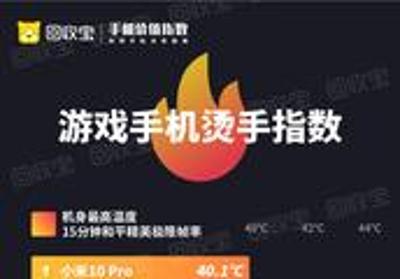 回收宝 手机价值指数
游戏手机烫手指数
机身最高温度
15分钟和平精英极限帧率
40℃ 42℃ 44℃
1 小米10 Pro 40.1℃